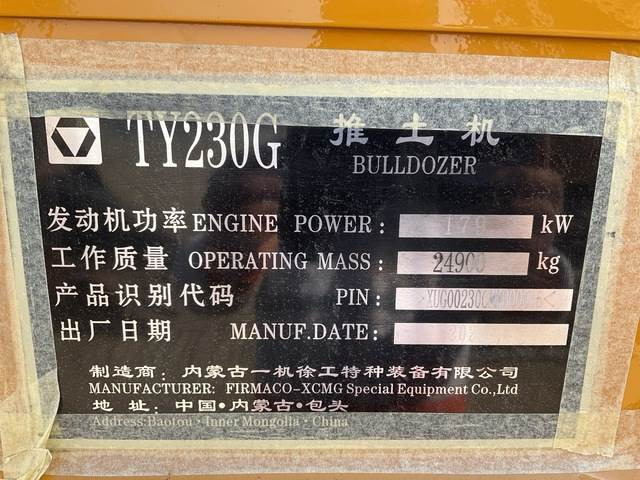 TY230G 推土机
BULLDOZER
发动机功率 ENGINE POWER: 179 kW
工作质量 OPERATING MASS: 24900 kg
产品识别代码 PIN:
出厂日期 MANUF.DATE:
制造商: 内蒙古一机徐工特种装备有限公司
MANUFACTURER: FIRMACO-XCMG Special Equipment Co.,Ltd
地 址: 中国·内蒙古·包头
Address:Baotou·Inner Mongolia·China